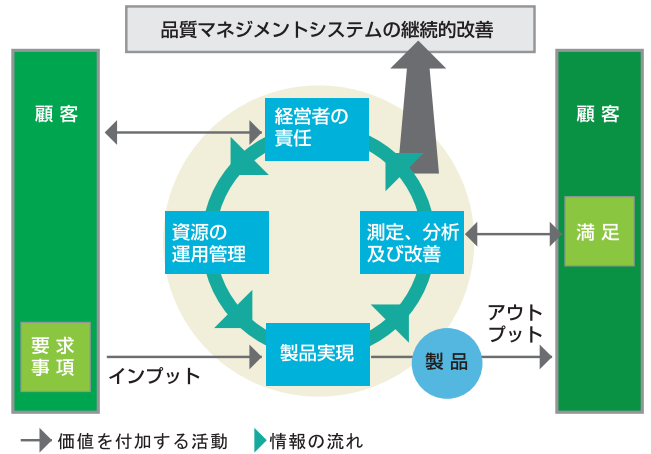 品質マネジメントシステムの継続的改善
顧客
顧客
経営者の
責任
資源の
運用管理
測定、分析
及び改善
満足
製品実現
要求
事項
インプット
製品
アウト
プット
価値を付加する活動
情報の流れ